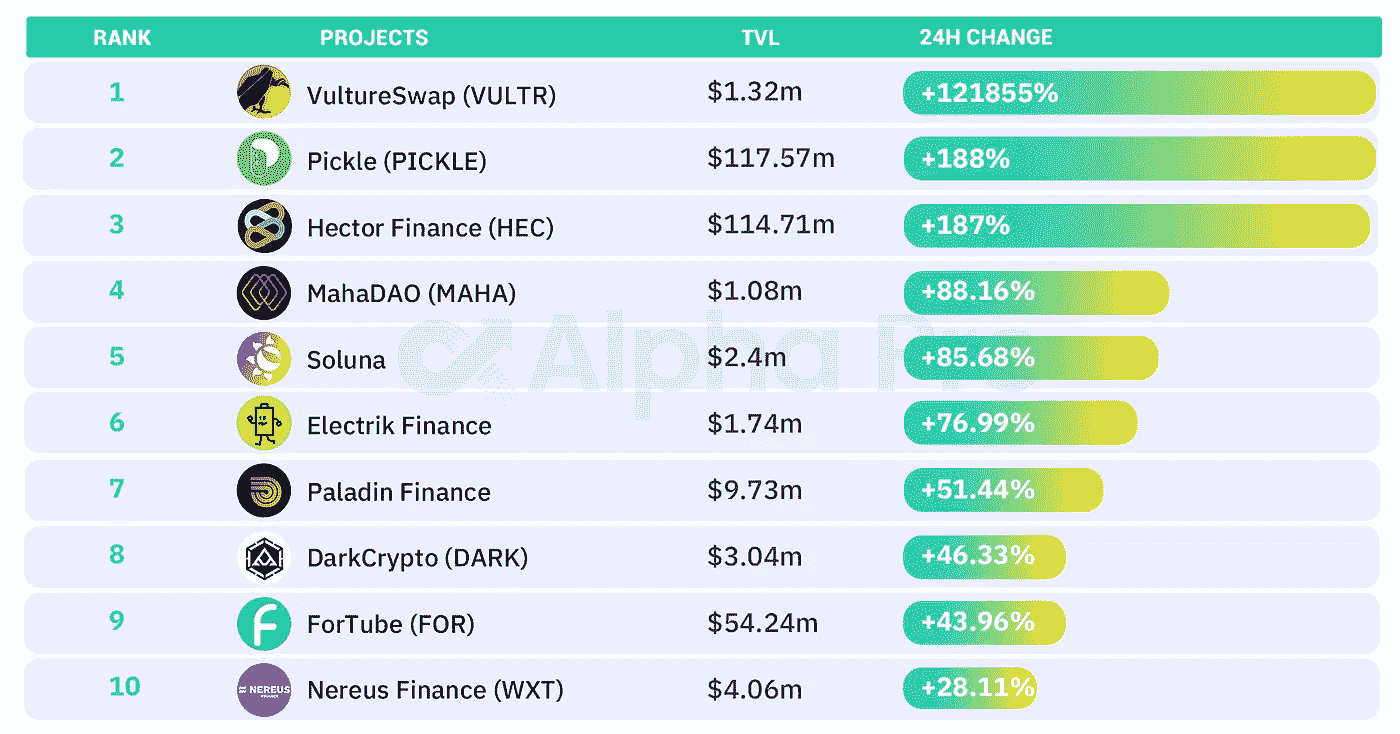 RANK PROJECTS TVL 24H CHANGE
1 VultureSwap (VULTR) $1.32m +121855%
2 Pickle (PICKLE) $117.57m +188%
3 Hector Finance (HEC) $114.71m +187%
4 MahaDAO (MAHA) $1.08m +88.16%
5 Soluna $2.4m +85.68%
6 Electrik Finance $1.74m +76.99%
7 Paladin Finance $9.73m +51.44%
8 DarkCrypto (DARK) $3.04m +46.33%
9 ForTube (FOR) $54.24m +43.96%
10 NEREUS Nereus Finance (WXT) $4.06m +28.11%
Alpha Pro